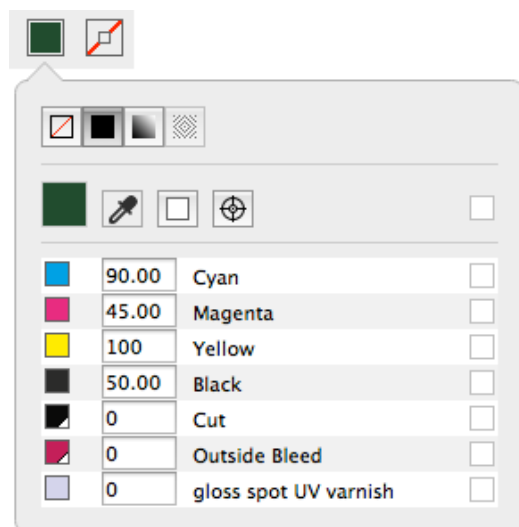 90.00 Cyan
45.00 Magenta
100 Yellow
50.00 Black
0 Cut
0 Outside Bleed
0 gloss spot UV varnish